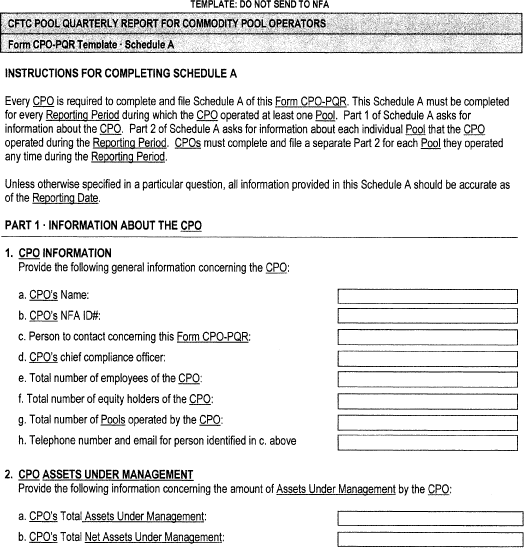 TEMPLATE: DO NOT SEND TO NFA
CFTC POOL QUARTERLY REPORT FOR COMMODITY POOL OPERATORS
Form CPO-PQR Template · Schedule A
INSTRUCTIONS FOR COMPLETING SCHEDULE A
Every CPO is required to complete and file Schedule A of this Form CPO-PQR. This Schedule A must be completed
for every Reporting Period during which the CPO operated at least one Pool. Part 1 of Schedule A asks for
information about the CPO. Part 2 of Schedule A asks for information about each individual Pool that the CPO
operated during the Reporting Period. CPOs must complete and file a separate Part 2 for each Pool they operated
any time during the Reporting Period.
Unless otherwise specified in a particular question, all information provided in this Schedule A should be accurate as
of the Reporting Date.
PART 1 · INFORMATION ABOUT THE CPO
1. CPO INFORMATION
Provide the following general information concerning the CPO:
a. CPO's Name:
b. CPO's NFA ID#:
c. Person to contact concerning this Form CPO-PQR:
d. CPO's chief compliance officer:
e. Total number of employees of the CPO:
f. Total number of equity holders of the CPO:
g. Total number of Pools operated by the CPO:
h. Telephone number and email for person identified in c. above
2. CPO ASSETS UNDER MANAGEMENT
Provide the following information concerning the amount of Assets Under Management by the CPO:
a. CPO's Total Assets Under Management:
b. CPO's Total Net Assets Under Management: